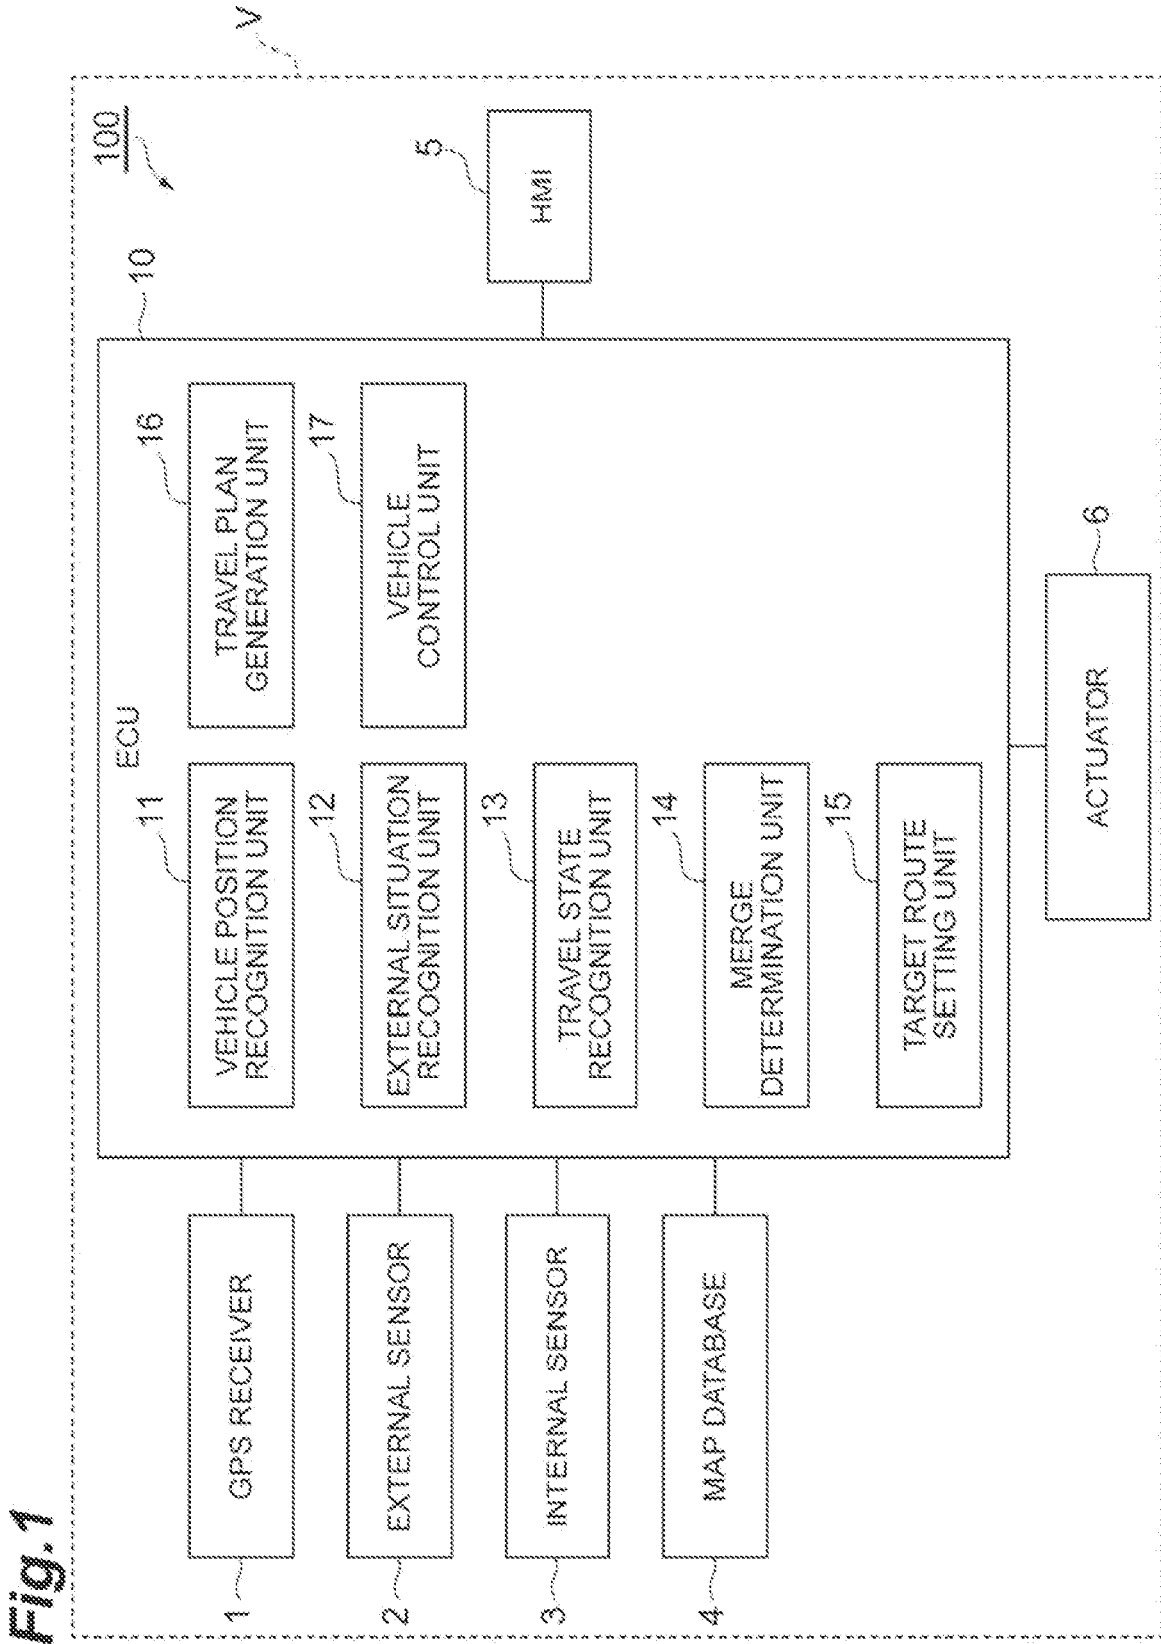 Fig.1
V
100
10
ECU
1
GPS RECEIVER
2
EXTERNAL SENSOR
3
INTERNAL SENSOR
4
MAP DATABASE
11
VEHICLE POSITION
RECOGNITION UNIT
12
EXTERNAL SITUATION
RECOGNITION UNIT
13
TRAVEL STATE
RECOGNITION UNIT
14
MERGE
DETERMINATION UNIT
15
TARGET ROUTE
SETTING UNIT
16
TRAVEL PLAN
GENERATION UNIT
17
VEHICLE
CONTROL UNIT
5
HMI
6
ACTUATOR